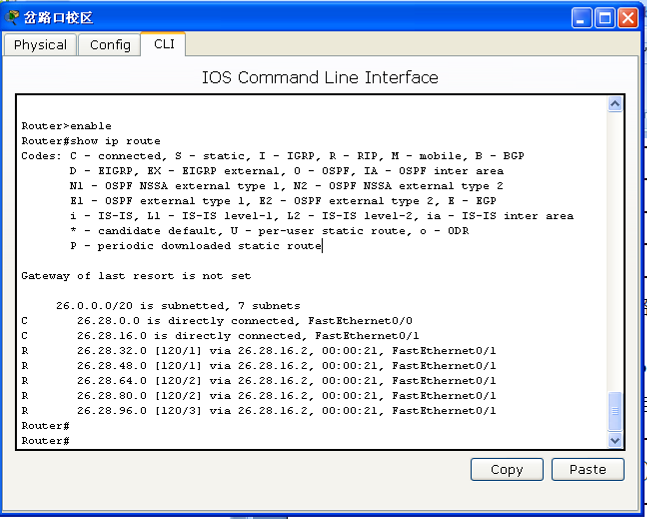 岔路口校区
Physical Config CLI
IOS Command Line Interface
Router>enable
Router#show ip route
Codes: C - connected, S - static, I - IGRP, R - RIP, M - mobile, B - BGP
D - EIGRP, EX - EIGRP external, O - OSPF, IA - OSPF inter area
N1 - OSPF NSSA external type 1, N2 - OSPF NSSA external type 2
E1 - OSPF external type 1, E2 - OSPF external type 2, E - EGP
i - IS-IS, L1 - IS-IS level-1, L2 - IS-IS level-2, ia - IS-IS inter area
* - candidate default, U - per-user static route, o - ODR
P - periodic downloaded static route
Gateway of last resort is not set
26.0.0.0/20 is subnetted, 7 subnets
C 26.28.0.0 is directly connected, FastEthernet0/0
C 26.28.16.0 is directly connected, FastEthernet0/1
R 26.28.32.0 [120/1] via 26.28.16.2, 00:00:21, FastEthernet0/1
R 26.28.48.0 [120/1] via 26.28.16.2, 00:00:21, FastEthernet0/1
R 26.28.64.0 [120/2] via 26.28.16.2, 00:00:21, FastEthernet0/1
R 26.28.80.0 [120/2] via 26.28.16.2, 00:00:21, FastEthernet0/1
R 26.28.96.0 [120/3] via 26.28.16.2, 00:00:21, FastEthernet0/1
Router#
Router#
Copy Paste